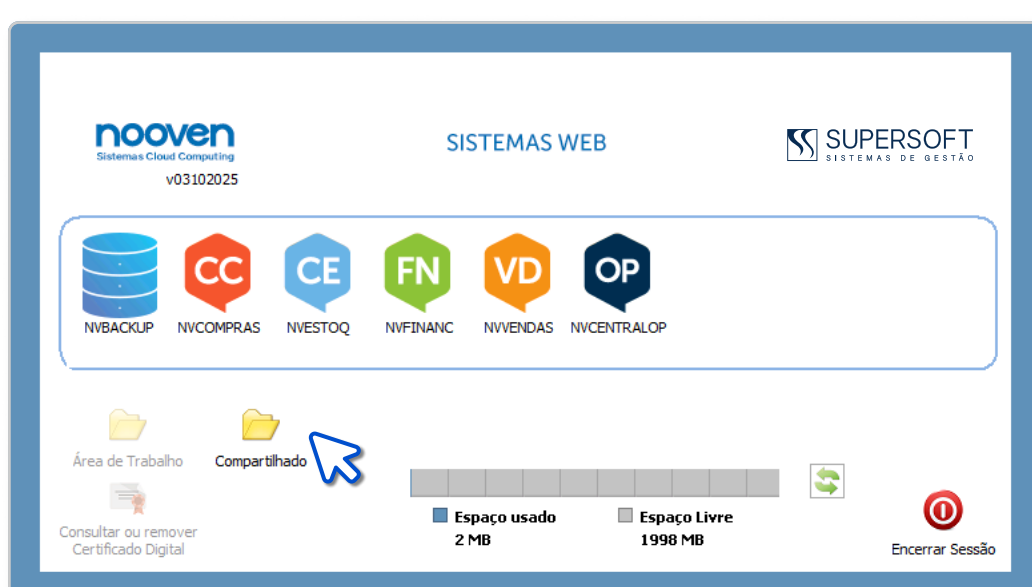 nooven
Sistemas Cloud Computing
v03102025
SISTEMAS WEB
SUPERSOFT
SISTEMAS DE GESTÃO
CC
CE
FN
VD
OP
NVBACKUP
NVCOMPRAS
NVESTOQ
NVFINANC
NVVENDAS
NVCENTRALOP
Área de Trabalho
Compartilhado
Consultar ou remover
Certificado Digital
Espaço usado
2 MB
Espaço Livre
1998 MB
Encerrar Sessão